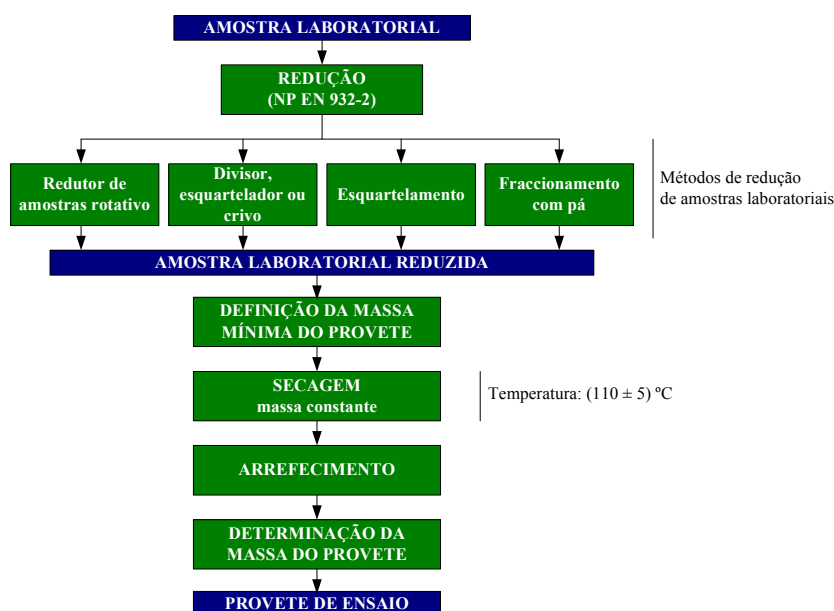 AMOSTRA LABORATORIAL
REDUÇÃO
(NP EN 932-2)
Redutor de
amostras rotativo
Divisor,
esquartelador ou
crivo
Esquartelamento
Fraccionamento
com pá
Métodos de redução
de amostras laboratoriais
AMOSTRA LABORATORIAL REDUZIDA
DEFINIÇÃO DA MASSA
MÍNIMA DO PROVETE
SECAGEM
massa constante
Temperatura: (110 ± 5) ºC
ARREFECIMENTO
DETERMINAÇÃO DA
MASSA DO PROVETE
PROVETE DE ENSAIO